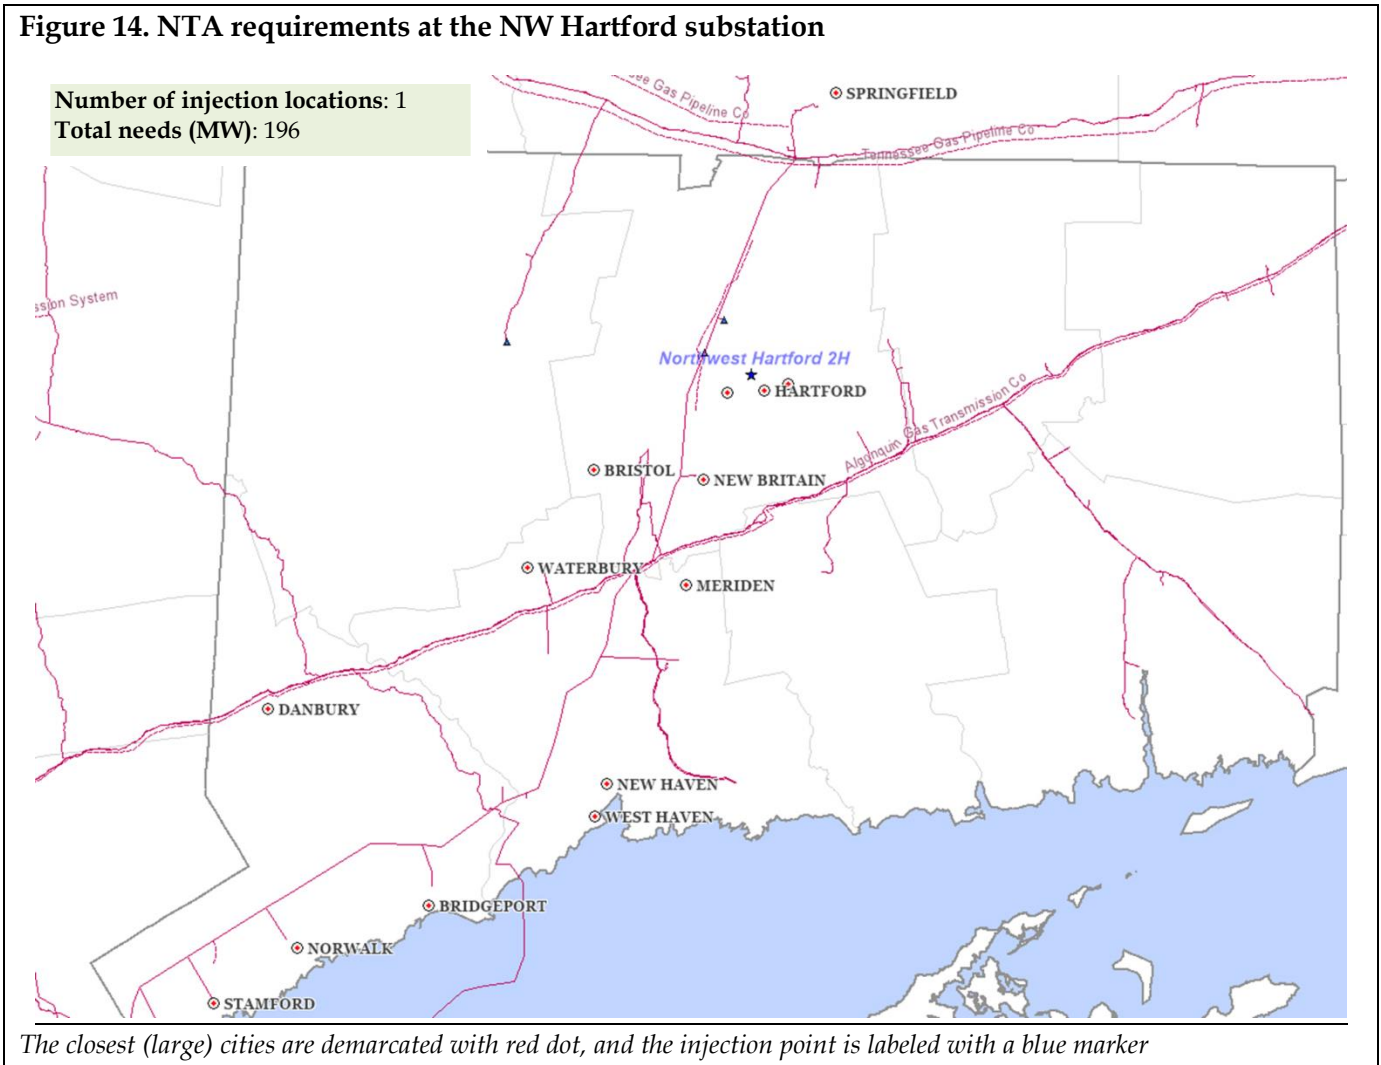 Figure 14. NTA requirements at the NW Hartford substation
Number of injection locations: 1
Total needs (MW): 196
see Gas Pipeline Co
SPRINGFIELD
Tennessee Gas Pipeline Co
ssion System
Northwest Hartford 2H
HARTFORD
Algonquin Gas Transmission Co
BRISTOL
NEW BRITAIN
WATERBURY
MERIDEN
DANBURY
NEW HAVEN
WEST HAVEN
BRIDGEPORT
NORWALK
STAMFORD
The closest (large) cities are demarcated with red dot, and the injection point is labeled with a blue marker